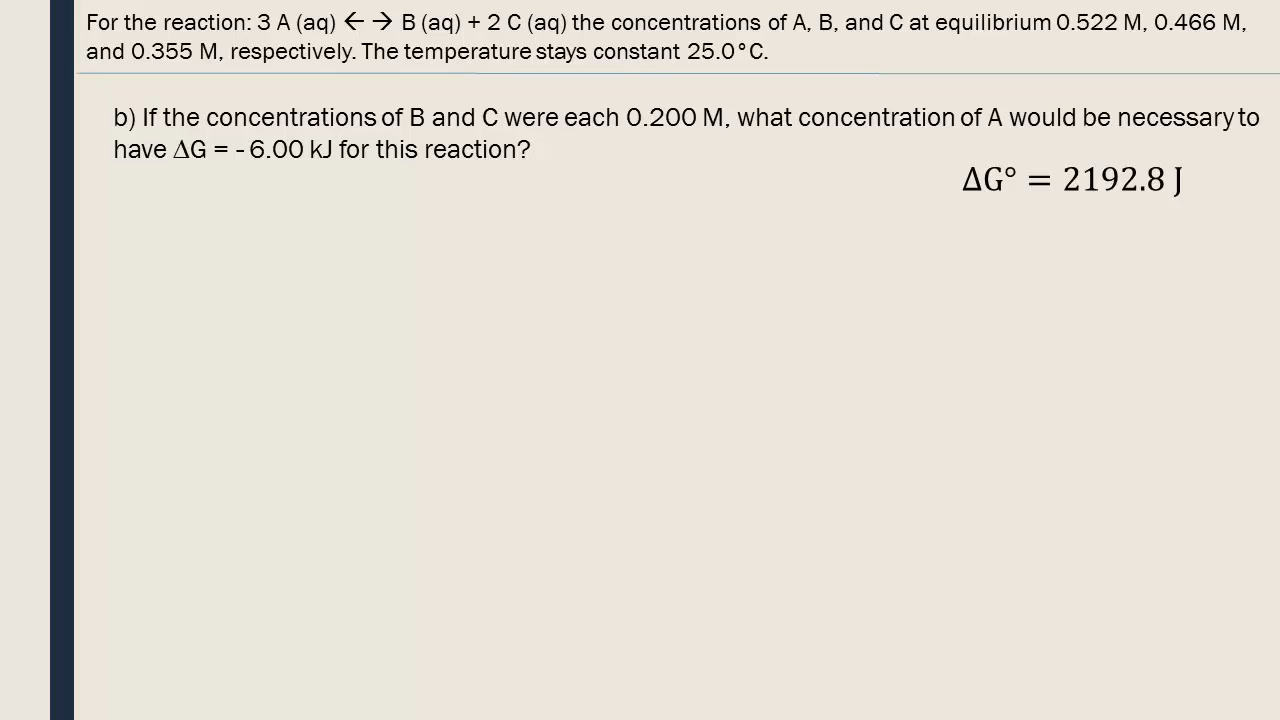 For the reaction: 3 A (aq) ← → B (aq) + 2 C (aq) the concentrations of A, B, and C at equilibrium 0.522 M, 0.466 M,
and 0.355 M, respectively. The temperature stays constant 25.0°C.
b) If the concentrations of B and C were each 0.200 M, what concentration of A would be necessary to
have ∆G = - 6.00 kJ for this reaction?
ΔG° = 2192.8 J